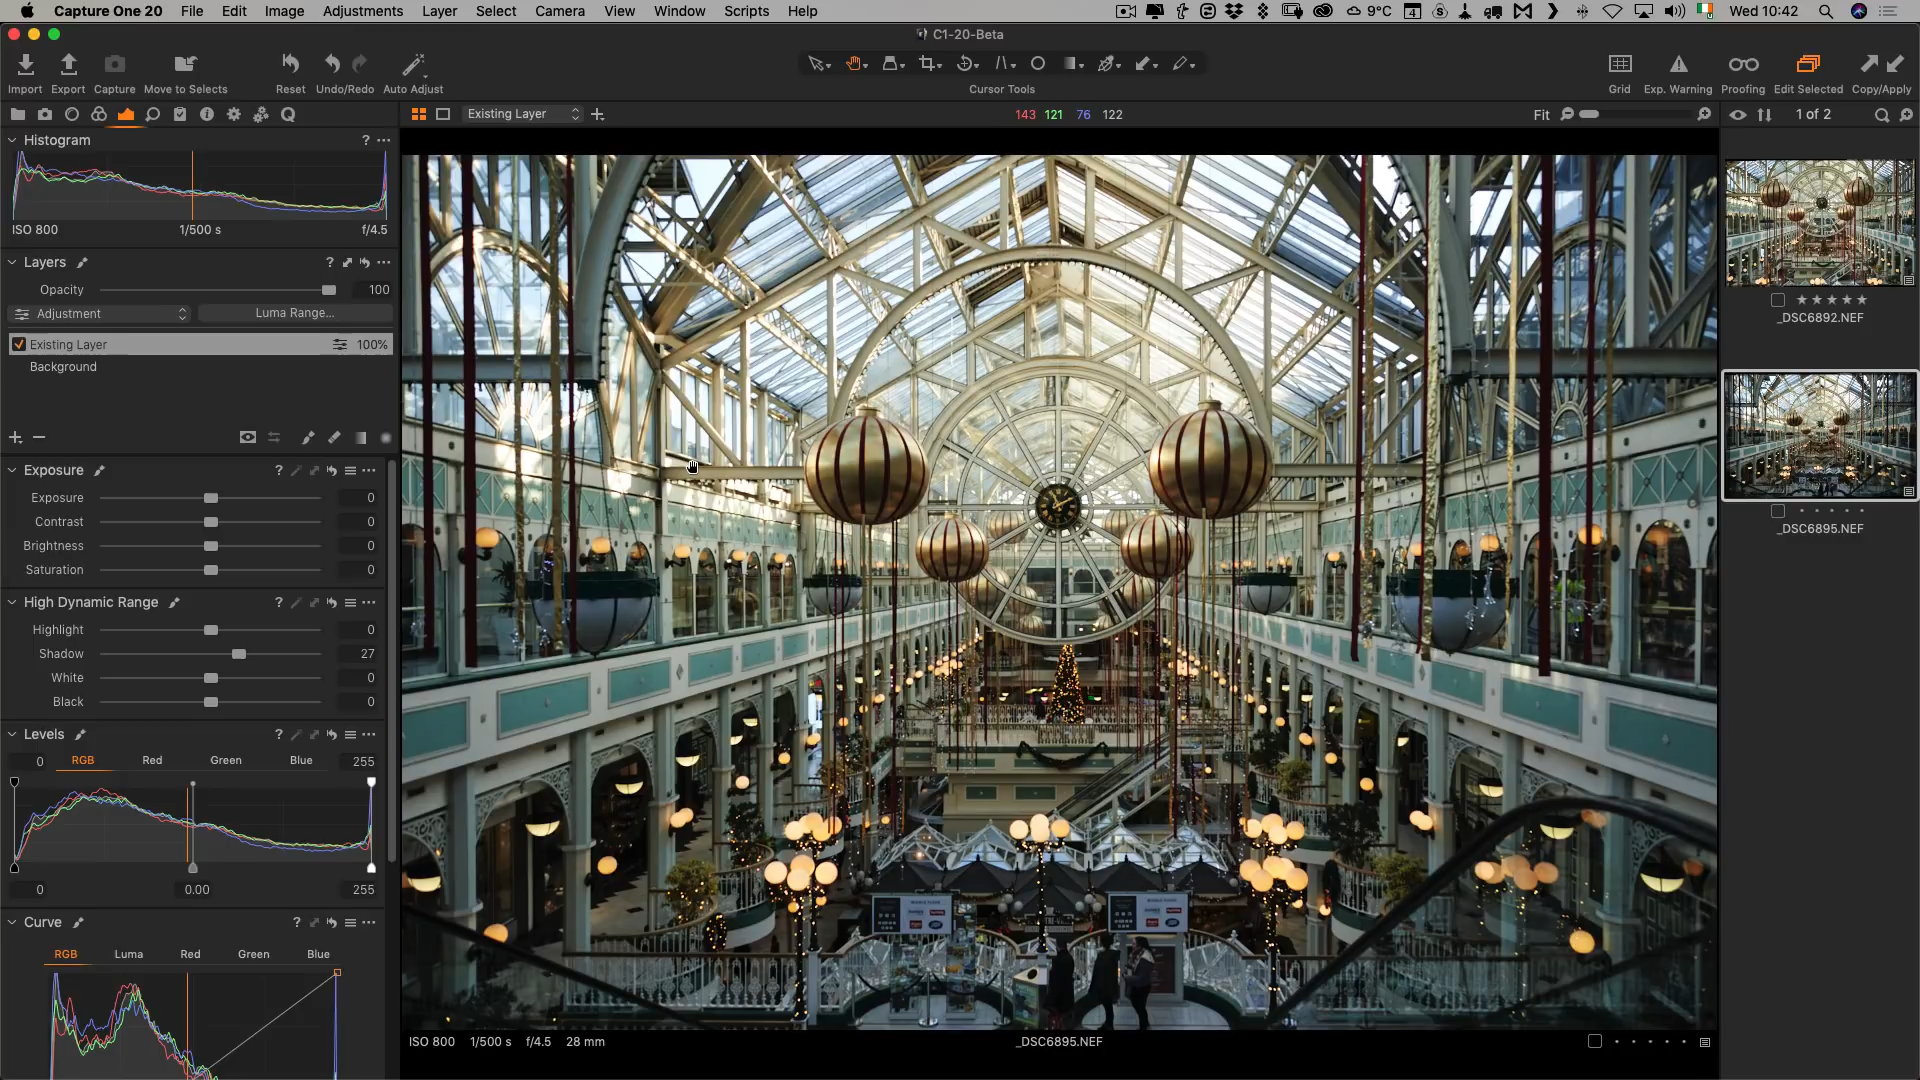 Capture One 20 File Edit Image Adjustments Layer Select Camera View Window Scripts Help 9°C 4 Wed 10:42
C1-20-Beta
Import Export Capture Move to Selects Reset Undo/Redo Auto Adjust Cursor Tools Grid Exp. Warning Proofing Edit Selected Copy/Apply
Existing Layer 143 121 76 122 Fit 1 of 2
Histogram
ISO 800 1/500 s f/4.5
Layers
Opacity 100
Adjustment Luma Range...
Existing Layer 100%
Background
Exposure
Exposure 0
Contrast 0
Brightness 0
Saturation 0
High Dynamic Range
Highlight 0
Shadow 27
White 0
Black 0
Levels
0 RGB Red Green Blue 255
0 0.00 255
Curve
RGB Luma Red Green Blue
ISO 800 1/500 s f/4.5 28 mm _DSC6895.NEF
_DSC6892.NEF
_DSC6895.NEF